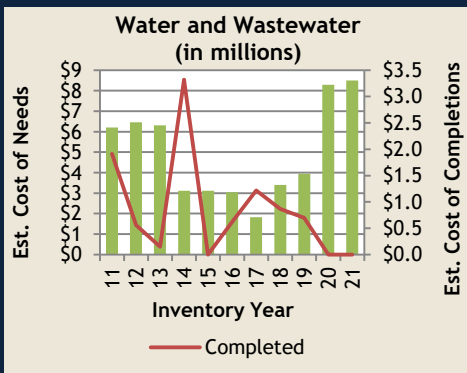 Water and Wastewater
(in millions)
Est. Cost of Needs
$9
$8
$7
$6
$5
$4
$3
$2
$1
$0
$3.5
$3.0
$2.5
$2.0
$1.5
$1.0
$0.5
$0.0
Est. Cost of Completions
11 12 13 14 15 16 17 18 19 20 21
Inventory Year
Completed